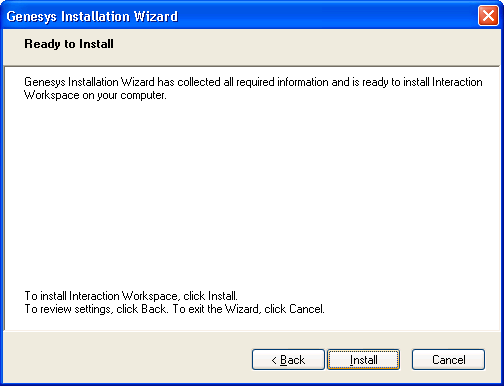 Genesys Installation Wizard
Ready to Install
Genesys Installation Wizard has collected all required information and is ready to install Interaction
Workspace on your computer.
To install Interaction Workspace, click Install.
To review settings, click Back. To exit the Wizard, click Cancel.
< Back Install Cancel